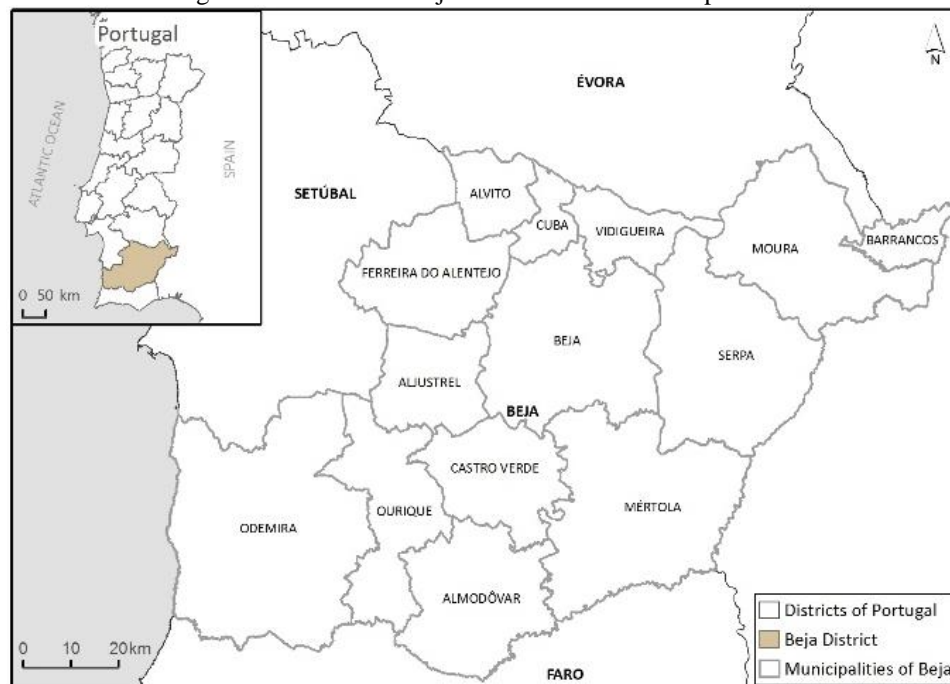 Portugal
N
ÉVORA
ATLANTIC OCEAN
SPAIN
SETÚBAL
ALVITO
CUBA
VIDIGUEIRA
MOURA
BARRANCOS
FERREIRA DO ALENTEJO
0 50 km
BEJA
SERPA
ALJUSTREL
BEJA
CASTRO VERDE
ODEMIRA
OURIQUE
MÉRTOLA
ALMODÔVAR
Districts of Portugal
Beja District
Municipalities of Beja
0 10 20km
FARO